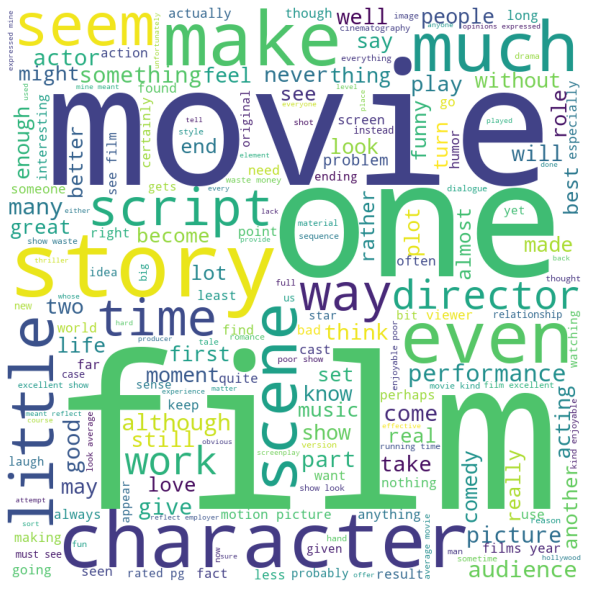 expressed mine
seem
make
actually
though
image
cinematography
well
opinions expressed
people
long
anyone
much
drama
unfortunately
actor
action
everything
say
might
something
feel
never
thing
play
without
role
especially
mine meant
found
see
level
place
go
used
everyone
enough
interesting
certainly
movie
tell
style
shot
original
screen
instead
look
funny
turn
played
humor
will
best
done
better
see film
end
need
problem
element
ending
someone
gets
every
waste money
dialogue
plot
many
either
script
lack
one
material
sequence
rather
yet
made
great
right
become
point
provide
almost
back
show waste
story
often
thought
thriller
idea
big
way
director
new
whose
full
two
time
lot
least
us
star
bit viewer
relationship
world
hard
find
bad
think
even
watching
life
producer
tale
romance
cast
enjoyable poor
far
case
first
scene
poor show
performance
little
excellent show
sense
moment
quite
experience
matter
set
perhaps
movie kind
film excellent
kind enjoyable
meant reflect
course
look average
keep
obvious
film
know
music
come
acting
although
version
effective
still
work
screenplay
show
real
running time
good
part
take
really
another
laugh
love
want
nothing
comedy
may
give
show look
attempt
appear
reflect employer
always
motion picture
anything
use
reason
sort
fun
character
hand
picture
films year
making
now
man
average movie
must see
sure
given
sometime
hollywood
going
seen
rated pg
fact
less
probably
offer
result
audience